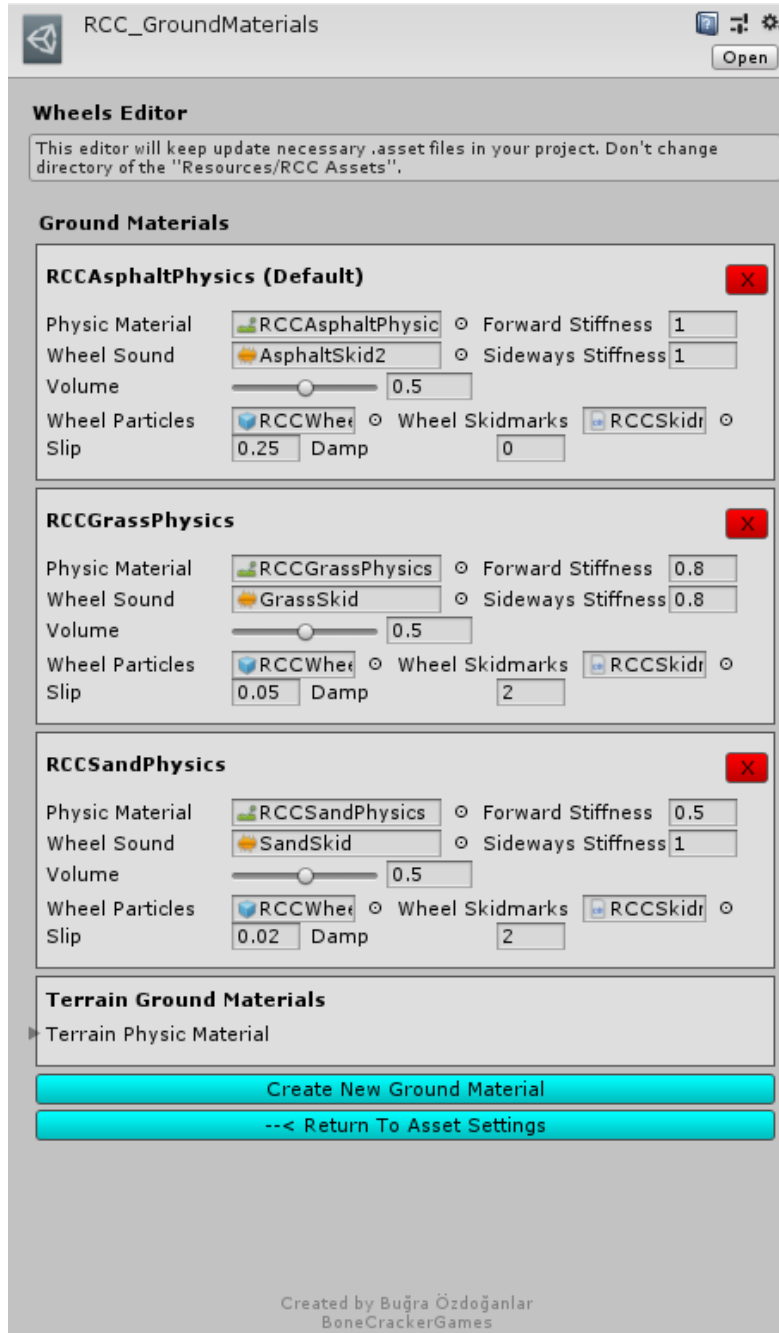 RCC_GroundMaterials
Open
Wheels Editor
This editor will keep update necessary .asset files in your project. Don't change
directory of the "Resources/RCC Assets".
Ground Materials
RCCAsphaltPhysics (Default)
X
Physic Material RCCAsphaltPhysic Forward Stiffness 1
Wheel Sound AsphaltSkid2 Sideways Stiffness 1
Volume 0.5
Wheel Particles RCCWhee Wheel Skidmarks RCCSkidr
Slip 0.25 Damp 0
RCCGrassPhysics
X
Physic Material RCCGrassPhysics Forward Stiffness 0.8
Wheel Sound GrassSkid Sideways Stiffness 0.8
Volume 0.5
Wheel Particles RCCWhee Wheel Skidmarks RCCSkidr
Slip 0.05 Damp 2
RCCSandPhysics
X
Physic Material RCCSandPhysics Forward Stiffness 0.5
Wheel Sound SandSkid Sideways Stiffness 1
Volume 0.5
Wheel Particles RCCWhee Wheel Skidmarks RCCSkidr
Slip 0.02 Damp 2
Terrain Ground Materials
Terrain Physic Material
Create New Ground Material
--< Return To Asset Settings
Created by Buğra Özdoğanlar
BoneCrackerGames